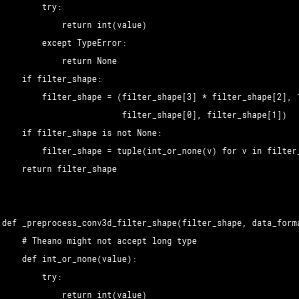 try:
return int(value)
except TypeError:
return None
if filter_shape:
filter_shape = (filter_shape[3] * filter_shape[2],
filter_shape[0], filter_shape[1])
if filter_shape is not None:
filter_shape = tuple(int_or_none(v) for v in filter_
return filter_shape
def _preprocess_conv3d_filter_shape(filter_shape, data_forma
# Theano might not accept long type
def int_or_none(value):
try:
return int(value)